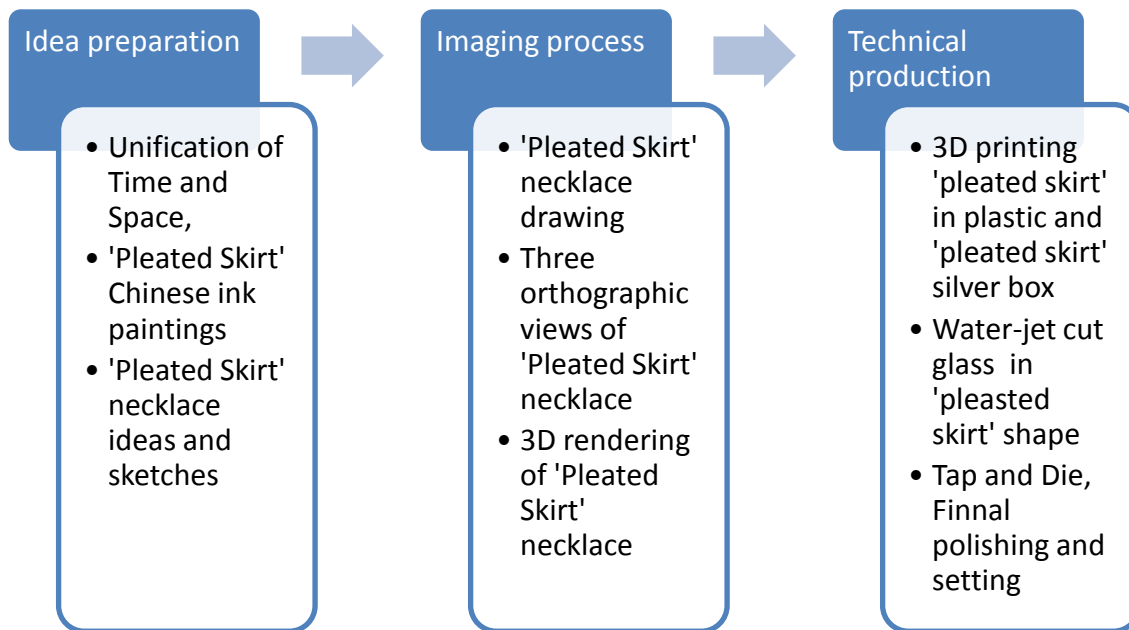 Idea preparation
• Unification of
Time and
Space,
• 'Pleated Skirt'
Chinese ink
paintings
• 'Pleated Skirt'
necklace
ideas and
sketches
Imaging process
• 'Pleated Skirt'
necklace
drawing
• Three
orthographic
views of
'Pleated Skirt'
necklace
• 3D rendering
of 'Pleated
Skirt'
necklace
Technical
production
• 3D printing
'pleated skirt'
in plastic and
'pleated skirt'
silver box
• Water-jet cut
glass in
'pleasted
skirt' shape
• Tap and Die,
Finnal
polishing and
setting